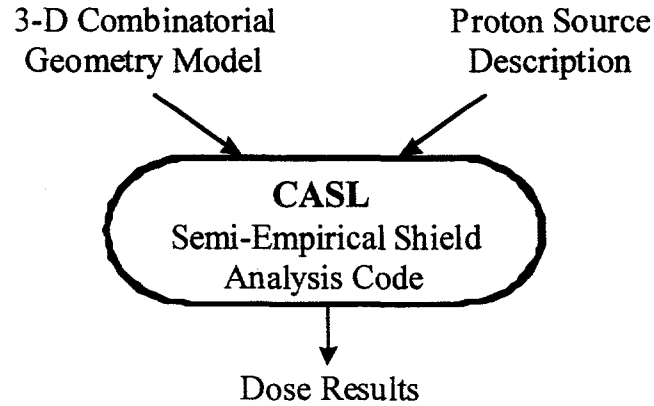 3-D Combinatorial
Geometry Model
Proton Source
Description
CASL
Semi-Empirical Shield
Analysis Code
Dose Results